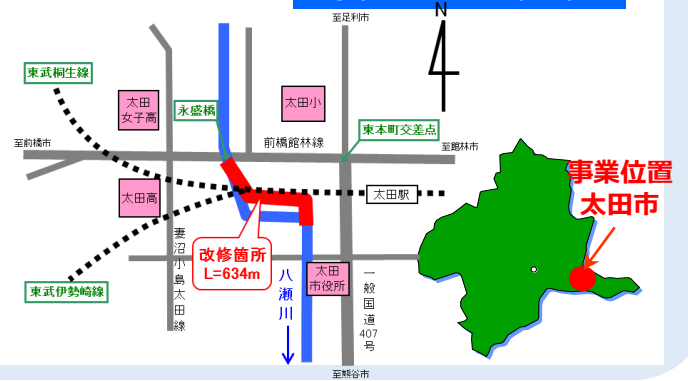 至足利市
N
東武桐生線
太田
女子高
永盛橋
太田小
東本町交差点
至前橋市
前橋館林線
至館林市
事業位置
太田市
太田高
太田駅
改修箇所
L=634m
妻沼小島太田線
八瀬川
太田
市役所
一般国道407号
東武伊勢崎線
至熊谷市